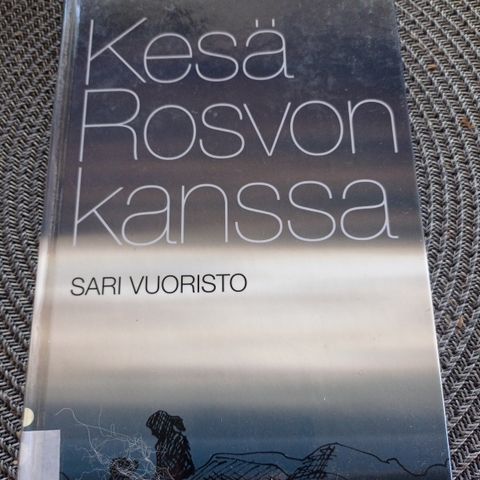 Kesä
Rosvon
kanssa
SARI VUORISTO